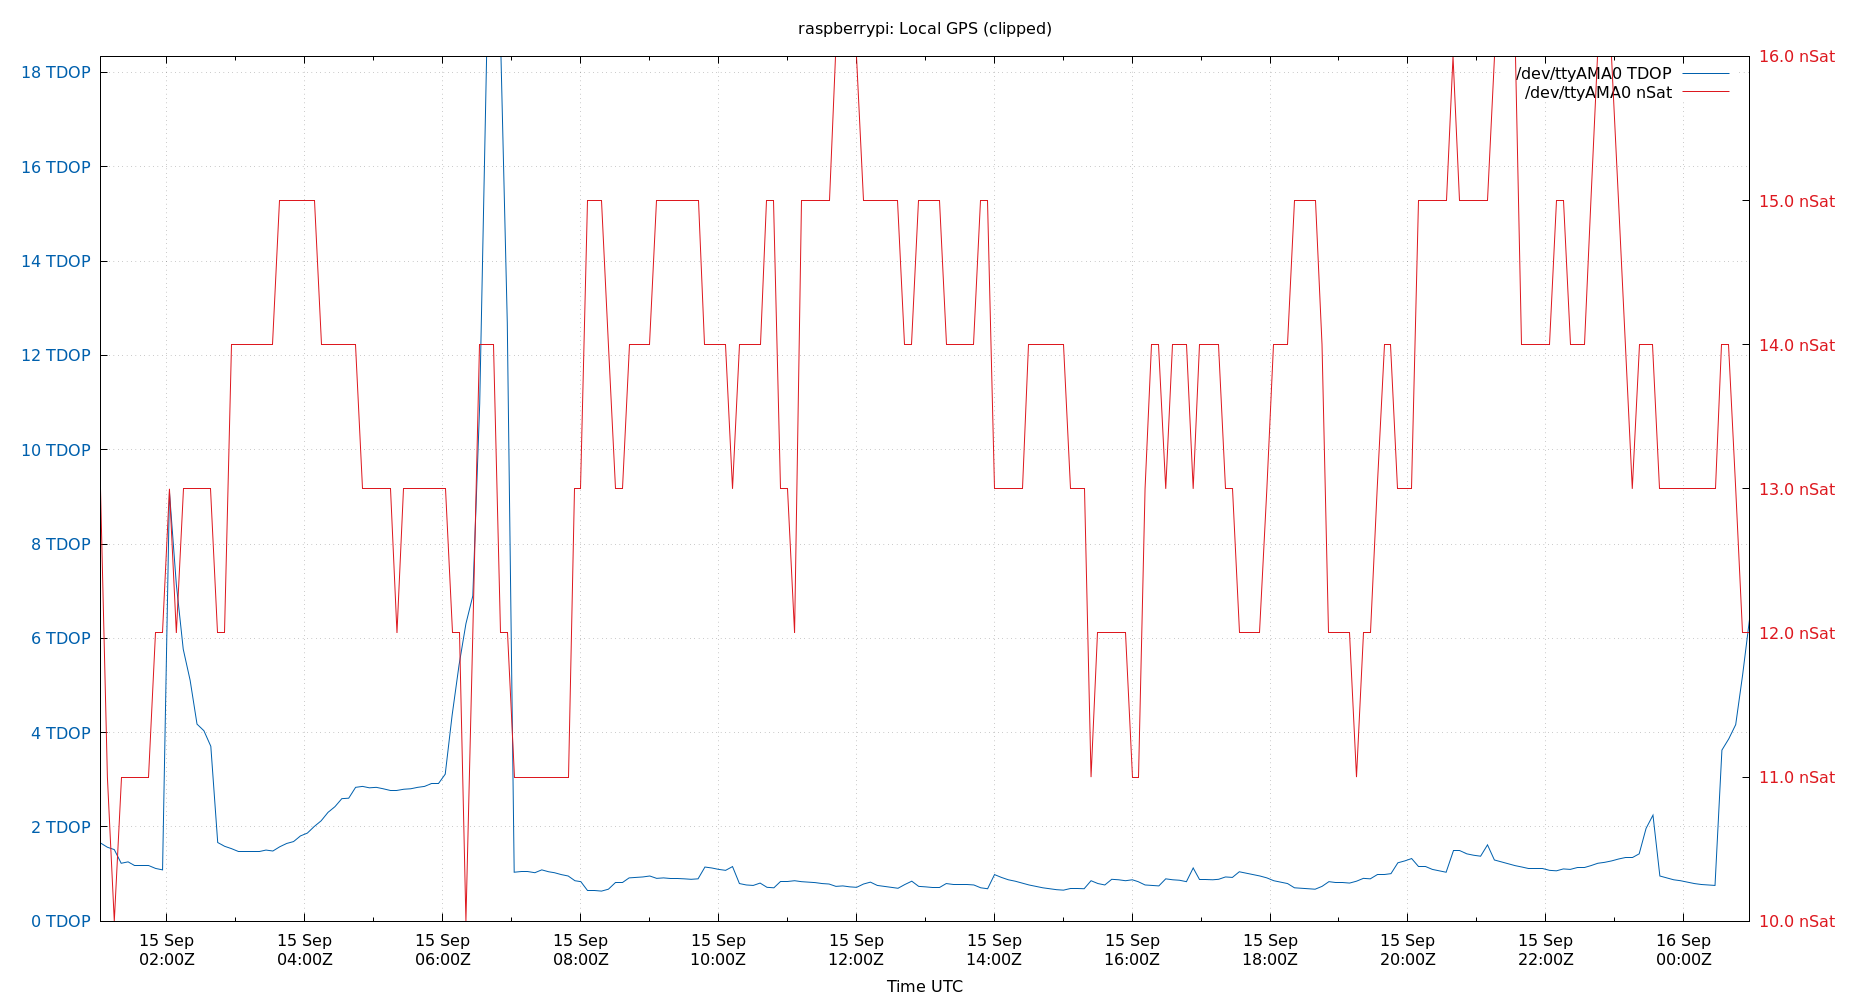 raspberrypi: Local GPS (clipped)
18 TDOP
16 TDOP
14 TDOP
12 TDOP
10 TDOP
8 TDOP
6 TDOP
4 TDOP
2 TDOP
0 TDOP
16.0 nSat
15.0 nSat
14.0 nSat
13.0 nSat
12.0 nSat
11.0 nSat
10.0 nSat
/dev/ttyAMA0 TDOP
/dev/ttyAMA0 nSat
15 Sep 15 Sep 15 Sep 15 Sep 15 Sep 15 Sep 15 Sep 15 Sep 15 Sep 15 Sep 15 Sep 16 Sep
02:00Z 04:00Z 06:00Z 08:00Z 10:00Z 12:00Z 14:00Z 16:00Z 18:00Z 20:00Z 22:00Z 00:00Z
Time UTC